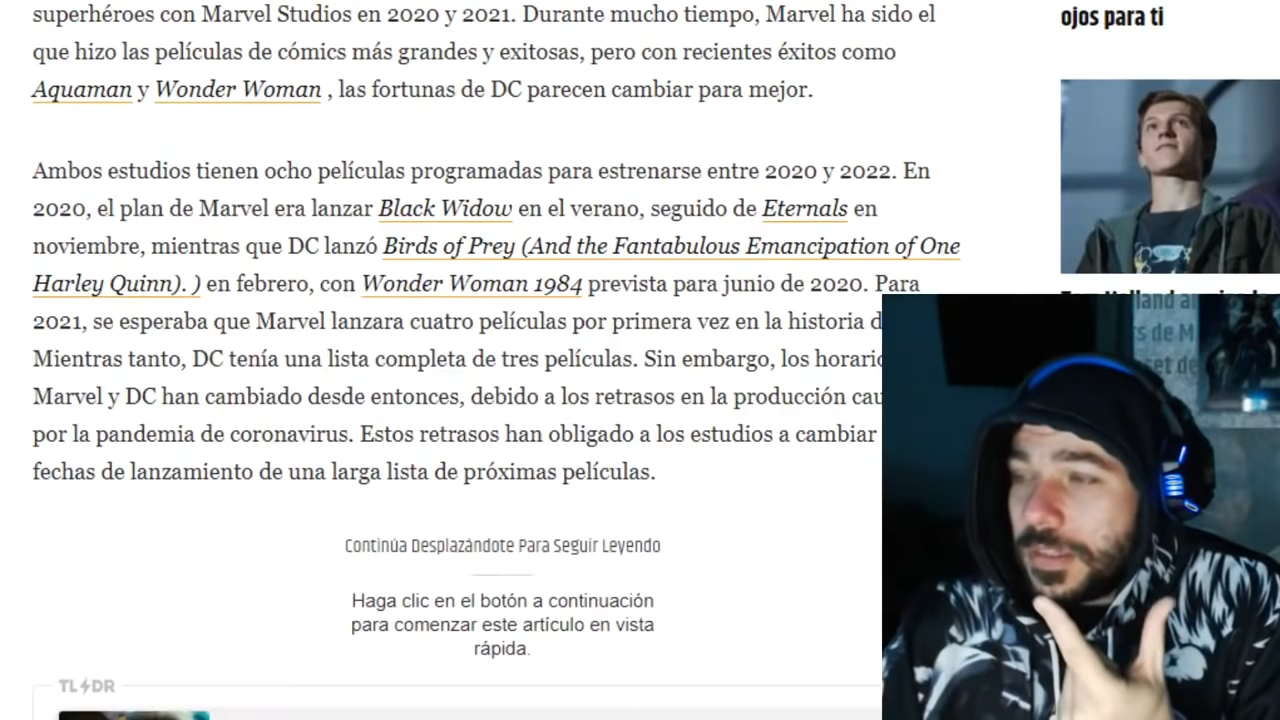 superhéroes con Marvel Studios en 2020 y 2021. Durante mucho tiempo, Marvel ha sido el
que hizo las películas de cómics más grandes y exitosas, pero con recientes éxitos como
Aquaman y Wonder Woman , las fortunas de DC parecen cambiar para mejor.
Ambos estudios tienen ocho películas programadas para estrenarse entre 2020 y 2022. En
2020, el plan de Marvel era lanzar Black Widow en el verano, seguido de Eternals en
noviembre, mientras que DC lanzó Birds of Prey (And the Fantabulous Emancipation of One
Harley Quinn). ) en febrero, con Wonder Woman 1984 prevista para junio de 2020. Para
2021, se esperaba que Marvel lanzara cuatro películas por primera vez en la historia d
Mientras tanto, DC tenía una lista completa de tres películas. Sin embargo, los horario
Marvel y DC han cambiado desde entonces, debido a los retrasos en la producción cau
por la pandemia de coronavirus. Estos retrasos han obligado a los estudios a cambiar
fechas de lanzamiento de una larga lista de próximas películas.
Continúa Desplazándote Para Seguir Leyendo
Haga clic en el botón a continuación
para comenzar este artículo en vista
rápida.
TL DR
ojos para ti